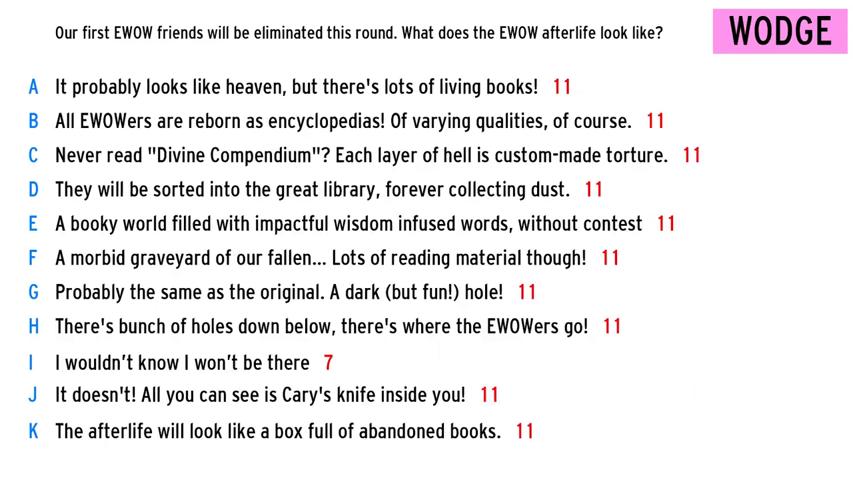 Our first EWOW friends will be eliminated this round. What does the EWOW afterlife look like?
WODGE
A It probably looks like heaven, but there's lots of living books! 11
B All EWOWers are reborn as encyclopedias! Of varying qualities, of course. 11
C Never read "Divine Compendium"? Each layer of hell is custom-made torture. 11
D They will be sorted into the great library, forever collecting dust. 11
E A booky world filled with impactful wisdom infused words, without contest 11
F A morbid graveyard of our fallen... Lots of reading material though! 11
G Probably the same as the original. A dark (but fun!) hole! 11
H There's bunch of holes down below, there's where the EWOWers go! 11
I I wouldn’t know I won’t be there 7
J It doesn't! All you can see is Cary's knife inside you! 11
K The afterlife will look like a box full of abandoned books. 11